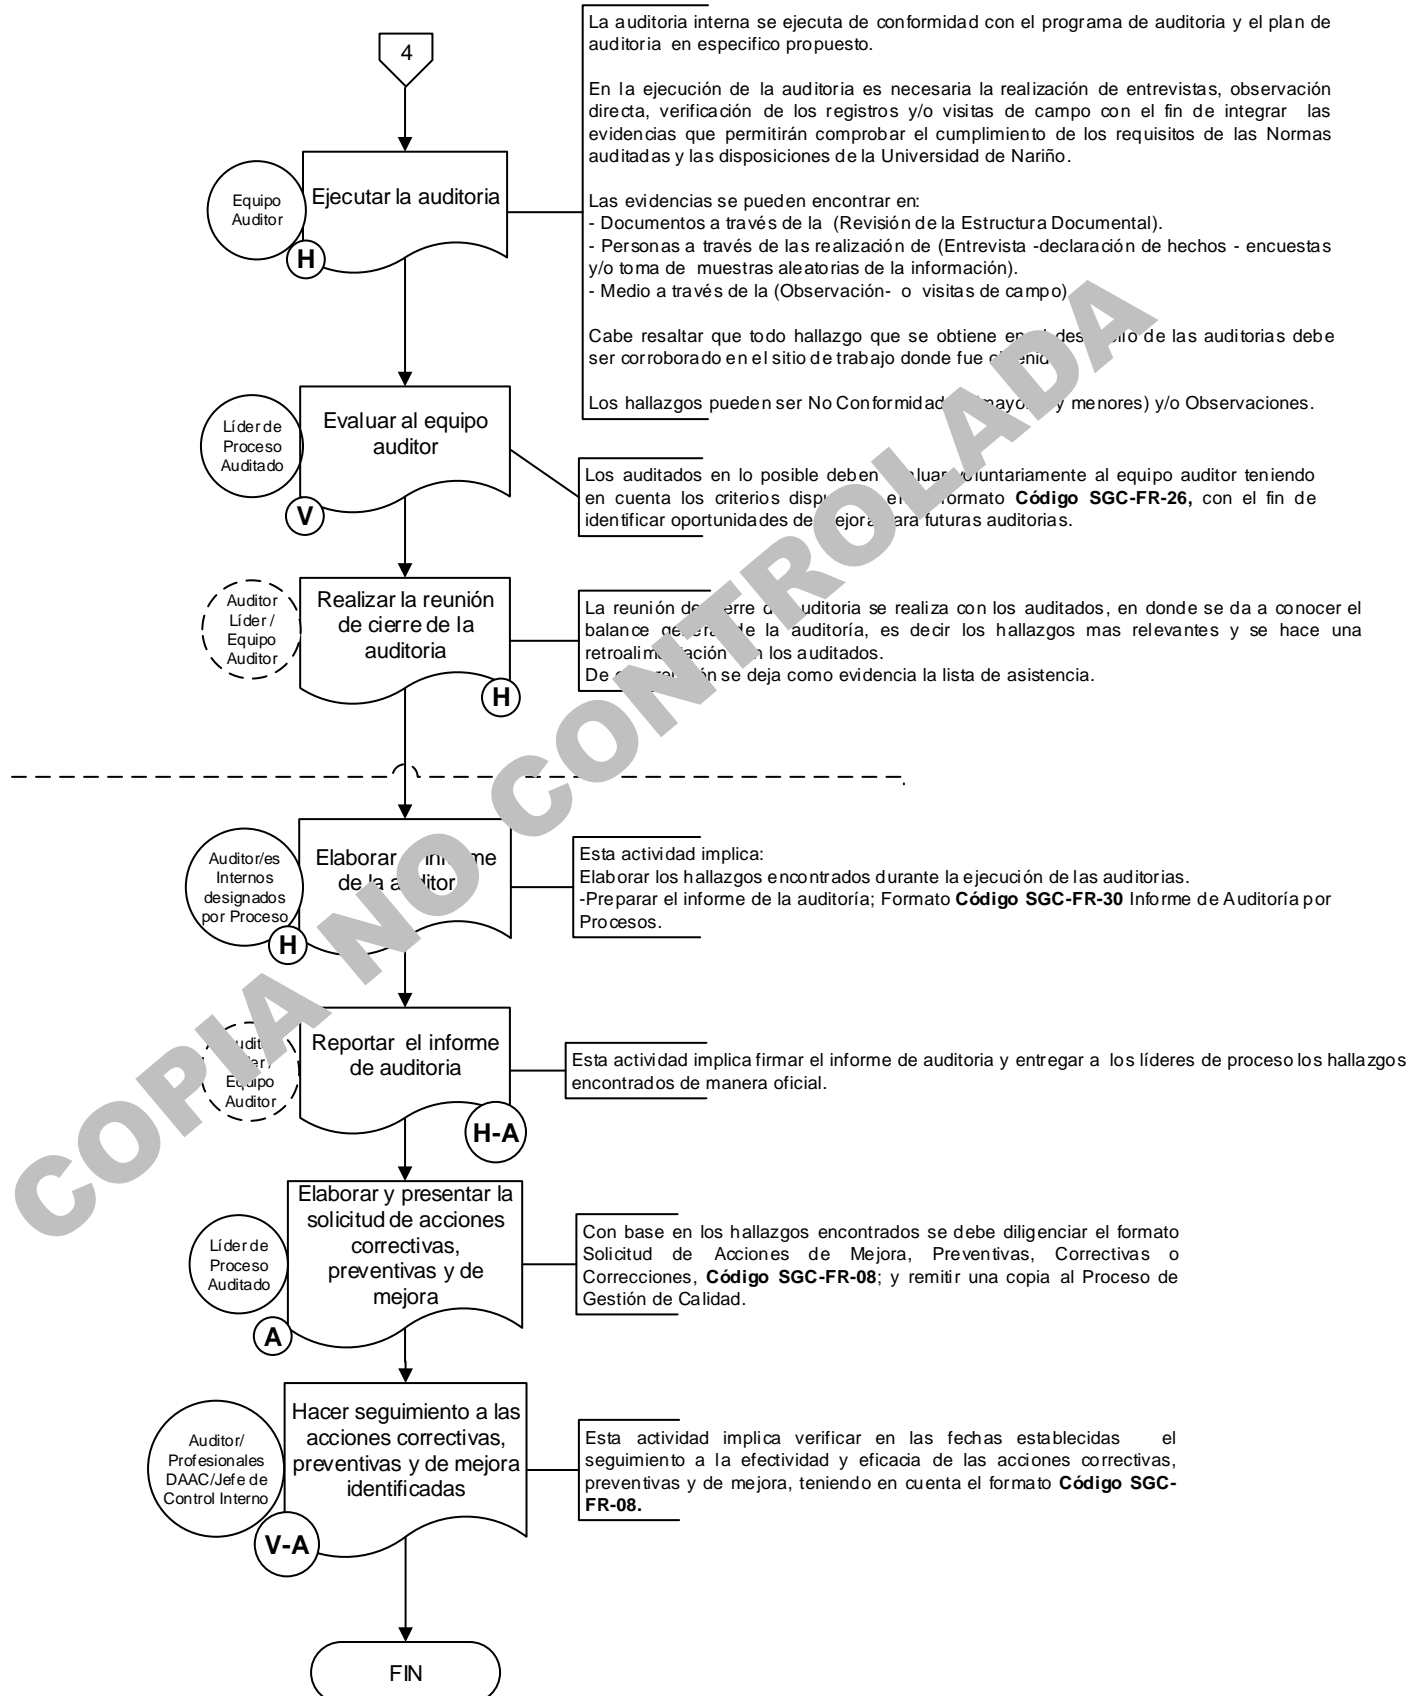 4
La auditoria interna se ejecuta de conformidad con el programa de auditoria y el plan de
auditoria en especifico propuesto.
En la ejecución de la auditoria es necesaria la realización de entrevistas, observación
directa, verificación de los registros y/o visitas de campo con el fin de integrar las
evidencias que permitirán comprobar el cumplimiento de los requisitos de las Normas
auditadas y las disposiciones de la Universidad de Nariño.
Las evidencias se pueden encontrar en:
- Documentos a través de la (Revisión de la Estructura Documental).
- Personas a través de las realización de (Entrevista -declaración de hechos - encuestas
y/o toma de muestras aleatorias de la información).
- Medio a través de la (Observación- o visitas de campo)
Cabe resaltar que todo hallazgo que se obtiene en de las auditorias debe
ser corroborado en el sitio de trabajo donde fue
Los hallazgos pueden ser No y menores) y/o Observaciones.
Equipo
Auditor
Ejecutar la auditoria
H
Líder de
Proceso
Auditado
Evaluar al equipo
auditor
V
Los auditados en lo posible deben voluntariamente al equipo auditor teniendo
en cuenta los criterios formato Código SGC-FR-26, con el fin de
identificar oportunidades de mejora para futuras auditorias.
Auditor
Líder /
Equipo
Auditor
Realizar la reunión
de cierre de la
auditoria
H
La reunión de auditoria se realiza con los auditados, en donde se da a conocer el
balance de la auditoría, es decir los hallazgos mas relevantes y se hace una
los auditados.
De se deja como evidencia la lista de asistencia.
Auditor/es
Internos
designados
por Proceso
Elaborar informe
de la
H
Esta actividad implica:
Elaborar los hallazgos encontrados durante la ejecución de las auditorias.
-Preparar el informe de la auditoría; Formato Código SGC-FR-30 Informe de Auditoría por
Procesos.
Equipo
Auditor
Reportar el informe
de auditoria
H-A
Esta actividad implica firmar el informe de auditoria y entregar a los líderes de proceso los hallazgos
encontrados de manera oficial.
Líder de
Proceso
Auditado
Elaborar y presentar la
solicitud de acciones
correctivas,
preventivas y de
mejora
A
Con base en los hallazgos encontrados se debe diligenciar el formato
Solicitud de Acciones de Mejora, Preventivas, Correctivas o
Correcciones, Código SGC-FR-08; y remitir una copia al Proceso de
Gestión de Calidad.
Auditor/
Profesionales
DAAC/Jefe de
Control Interno
Hacer seguimiento a las
acciones correctivas,
preventivas y de mejora
identificadas
V-A
Esta actividad implica verificar en las fechas establecidas el
seguimiento a la efectividad y eficacia de las acciones correctivas,
preventivas y de mejora, teniendo en cuenta el formato Código SGC-
FR-08.
FIN
COPIA NO CONTROLADA